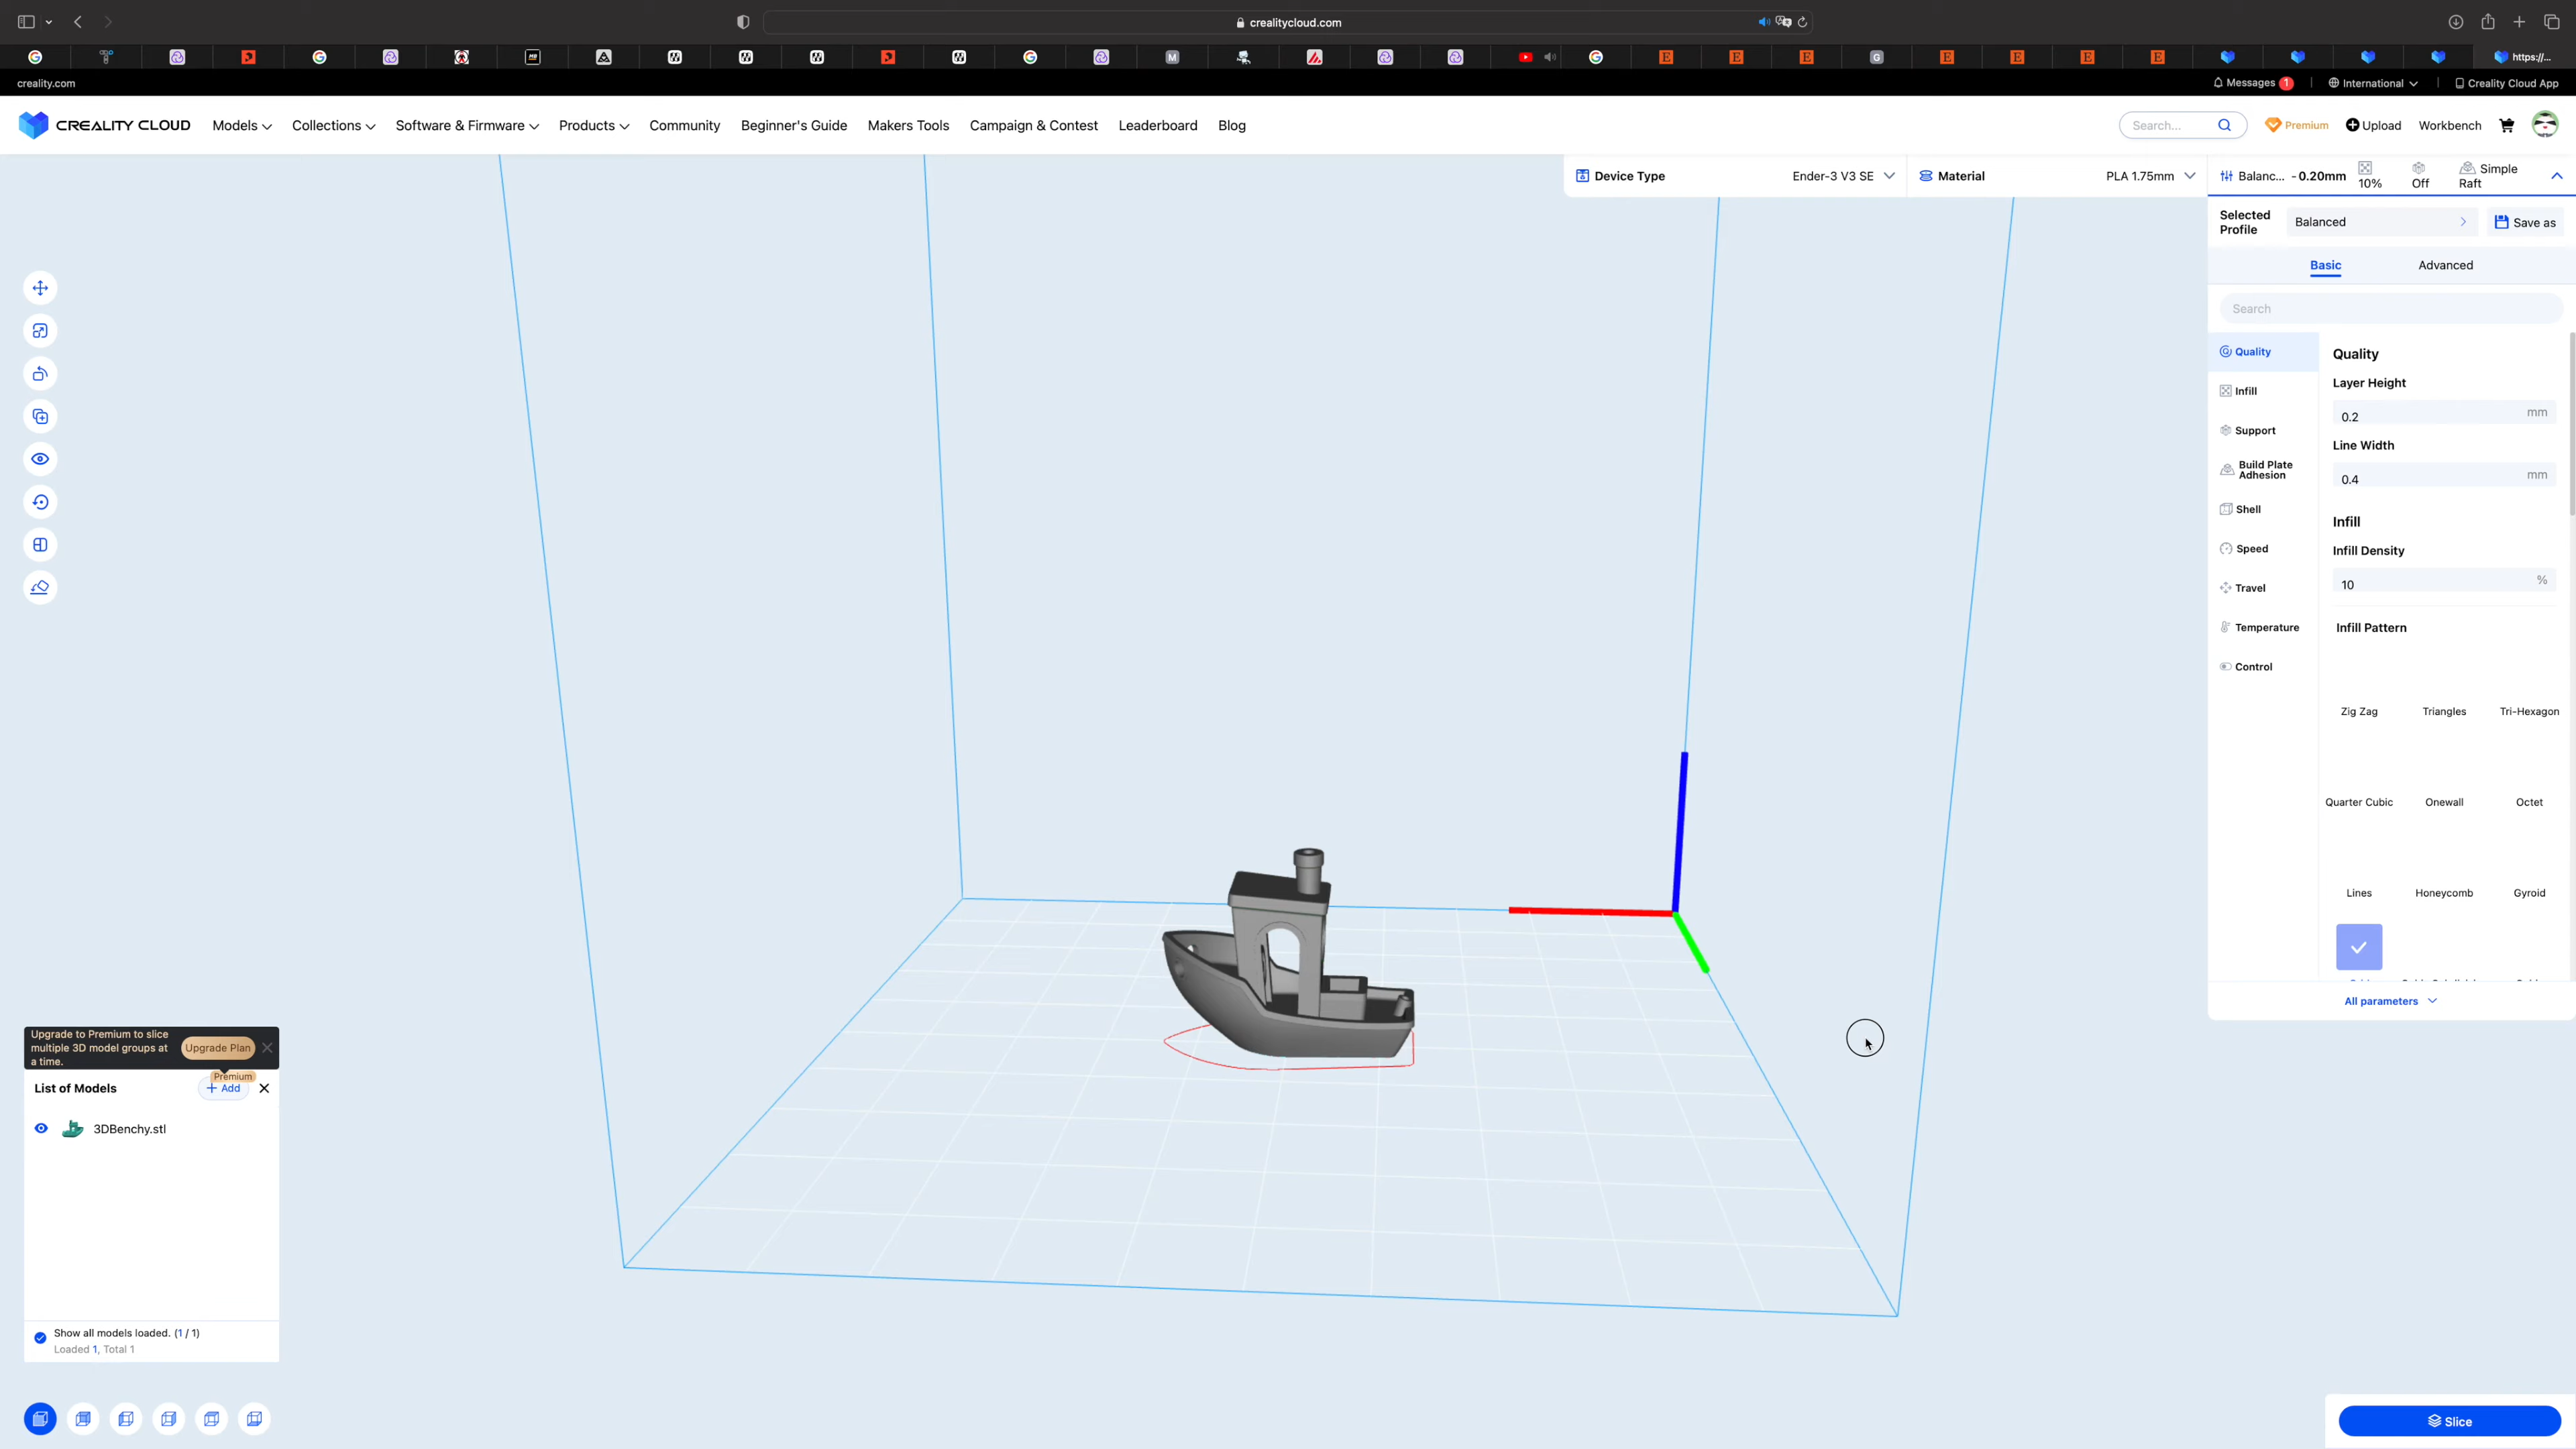 crealitycloud.com
https://...
creality.com
Messages 1
International
Creality Cloud App
CREALITY CLOUD
Models
Collections
Software & Firmware
Products
Community
Beginner's Guide
Makers Tools
Campaign & Contest
Leaderboard
Blog
Search...
Premium
Upload
Workbench
Device Type
Ender-3 V3 SE
Material
PLA 1.75mm
Balanc... - 0.20mm
10%
Off
Simple
Raft
Selected
Profile
Balanced
Save as
Basic
Advanced
Search
Quality
Infill
Support
Build Plate
Adhesion
Shell
Speed
Travel
Temperature
Control
Quality
Layer Height
0.2 mm
Line Width
0.4 mm
Infill
Infill Density
10 %
Infill Pattern
Zig Zag
Triangles
Tri-Hexagon
Quarter Cubic
Onewall
Octet
Lines
Honeycomb
Gyroid
All parameters
Upgrade to Premium to slice
multiple 3D model groups at
a time.
Upgrade Plan
Premium
List of Models
+ Add
3DBenchy.stl
Show all models loaded. (1 / 1)
Loaded 1, Total 1
Slice